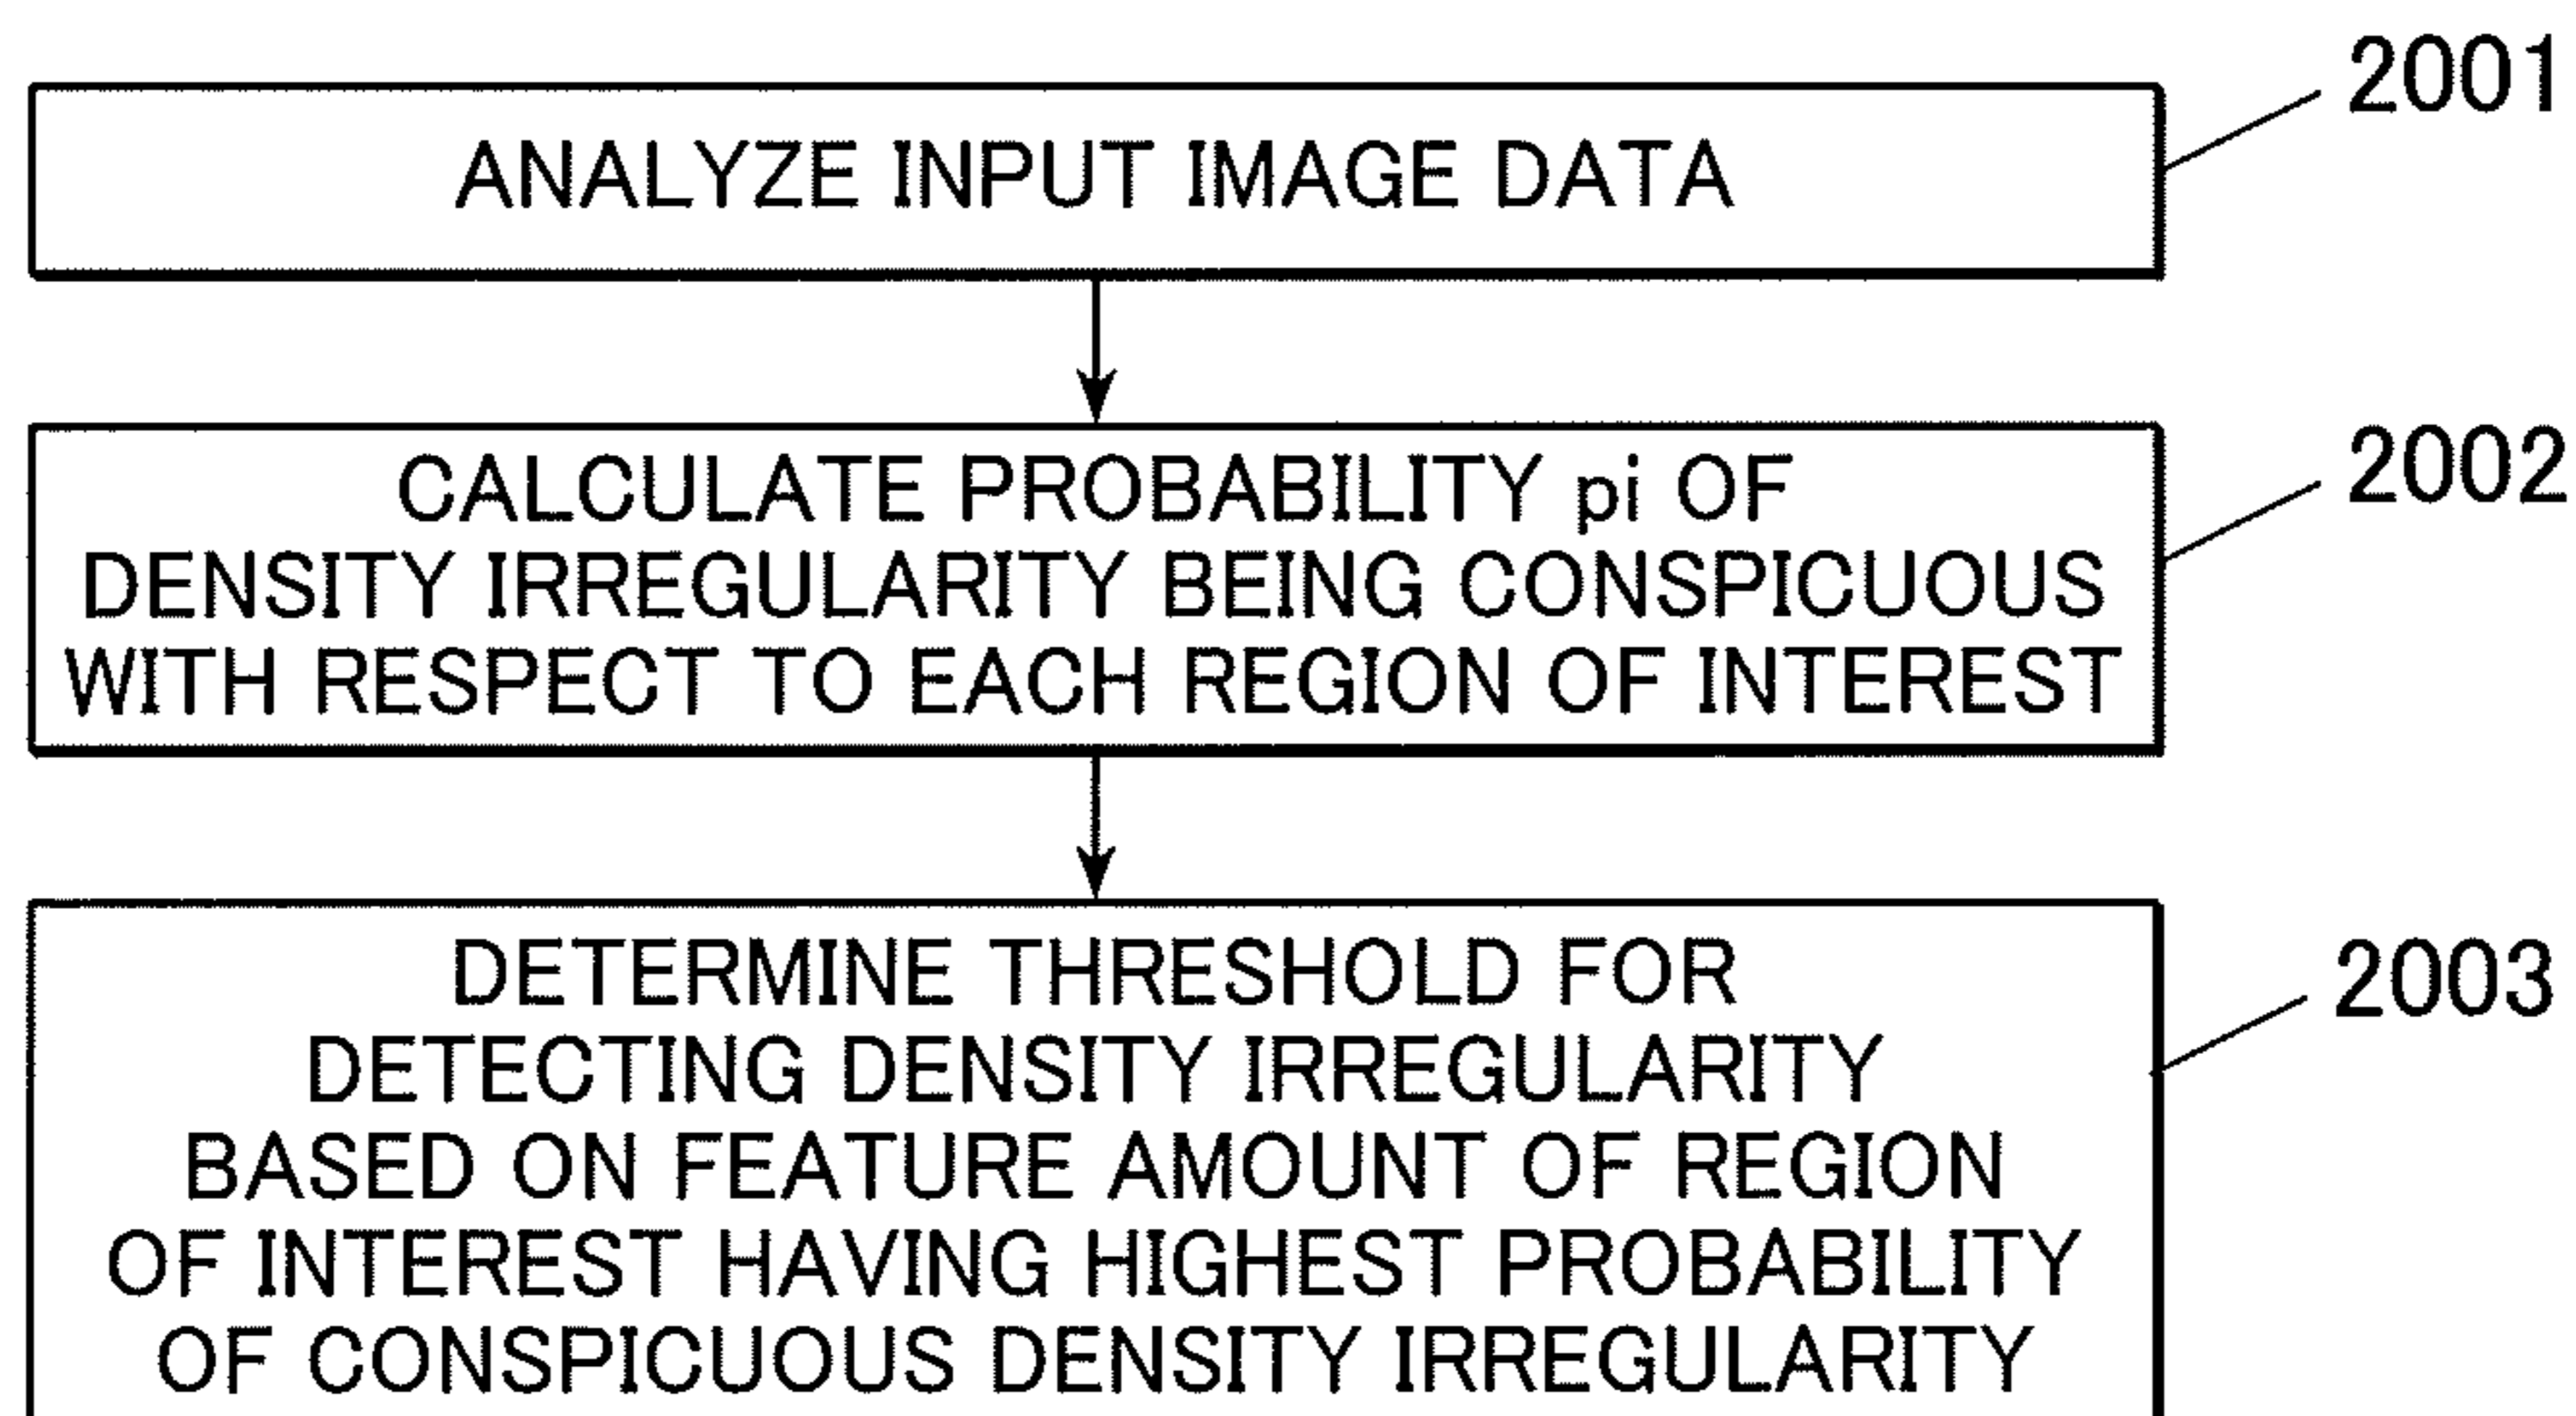 2001
ANALYZE INPUT IMAGE DATA
2002
CALCULATE PROBABILITY pi OF
DENSITY IRREGULARITY BEING CONSPICUOUS
WITH RESPECT TO EACH REGION OF INTEREST
2003
DETERMINE THRESHOLD FOR
DETECTING DENSITY IRREGULARITY
BASED ON FEATURE AMOUNT OF REGION
OF INTEREST HAVING HIGHEST PROBABILITY
OF CONSPICUOUS DENSITY IRREGULARITY